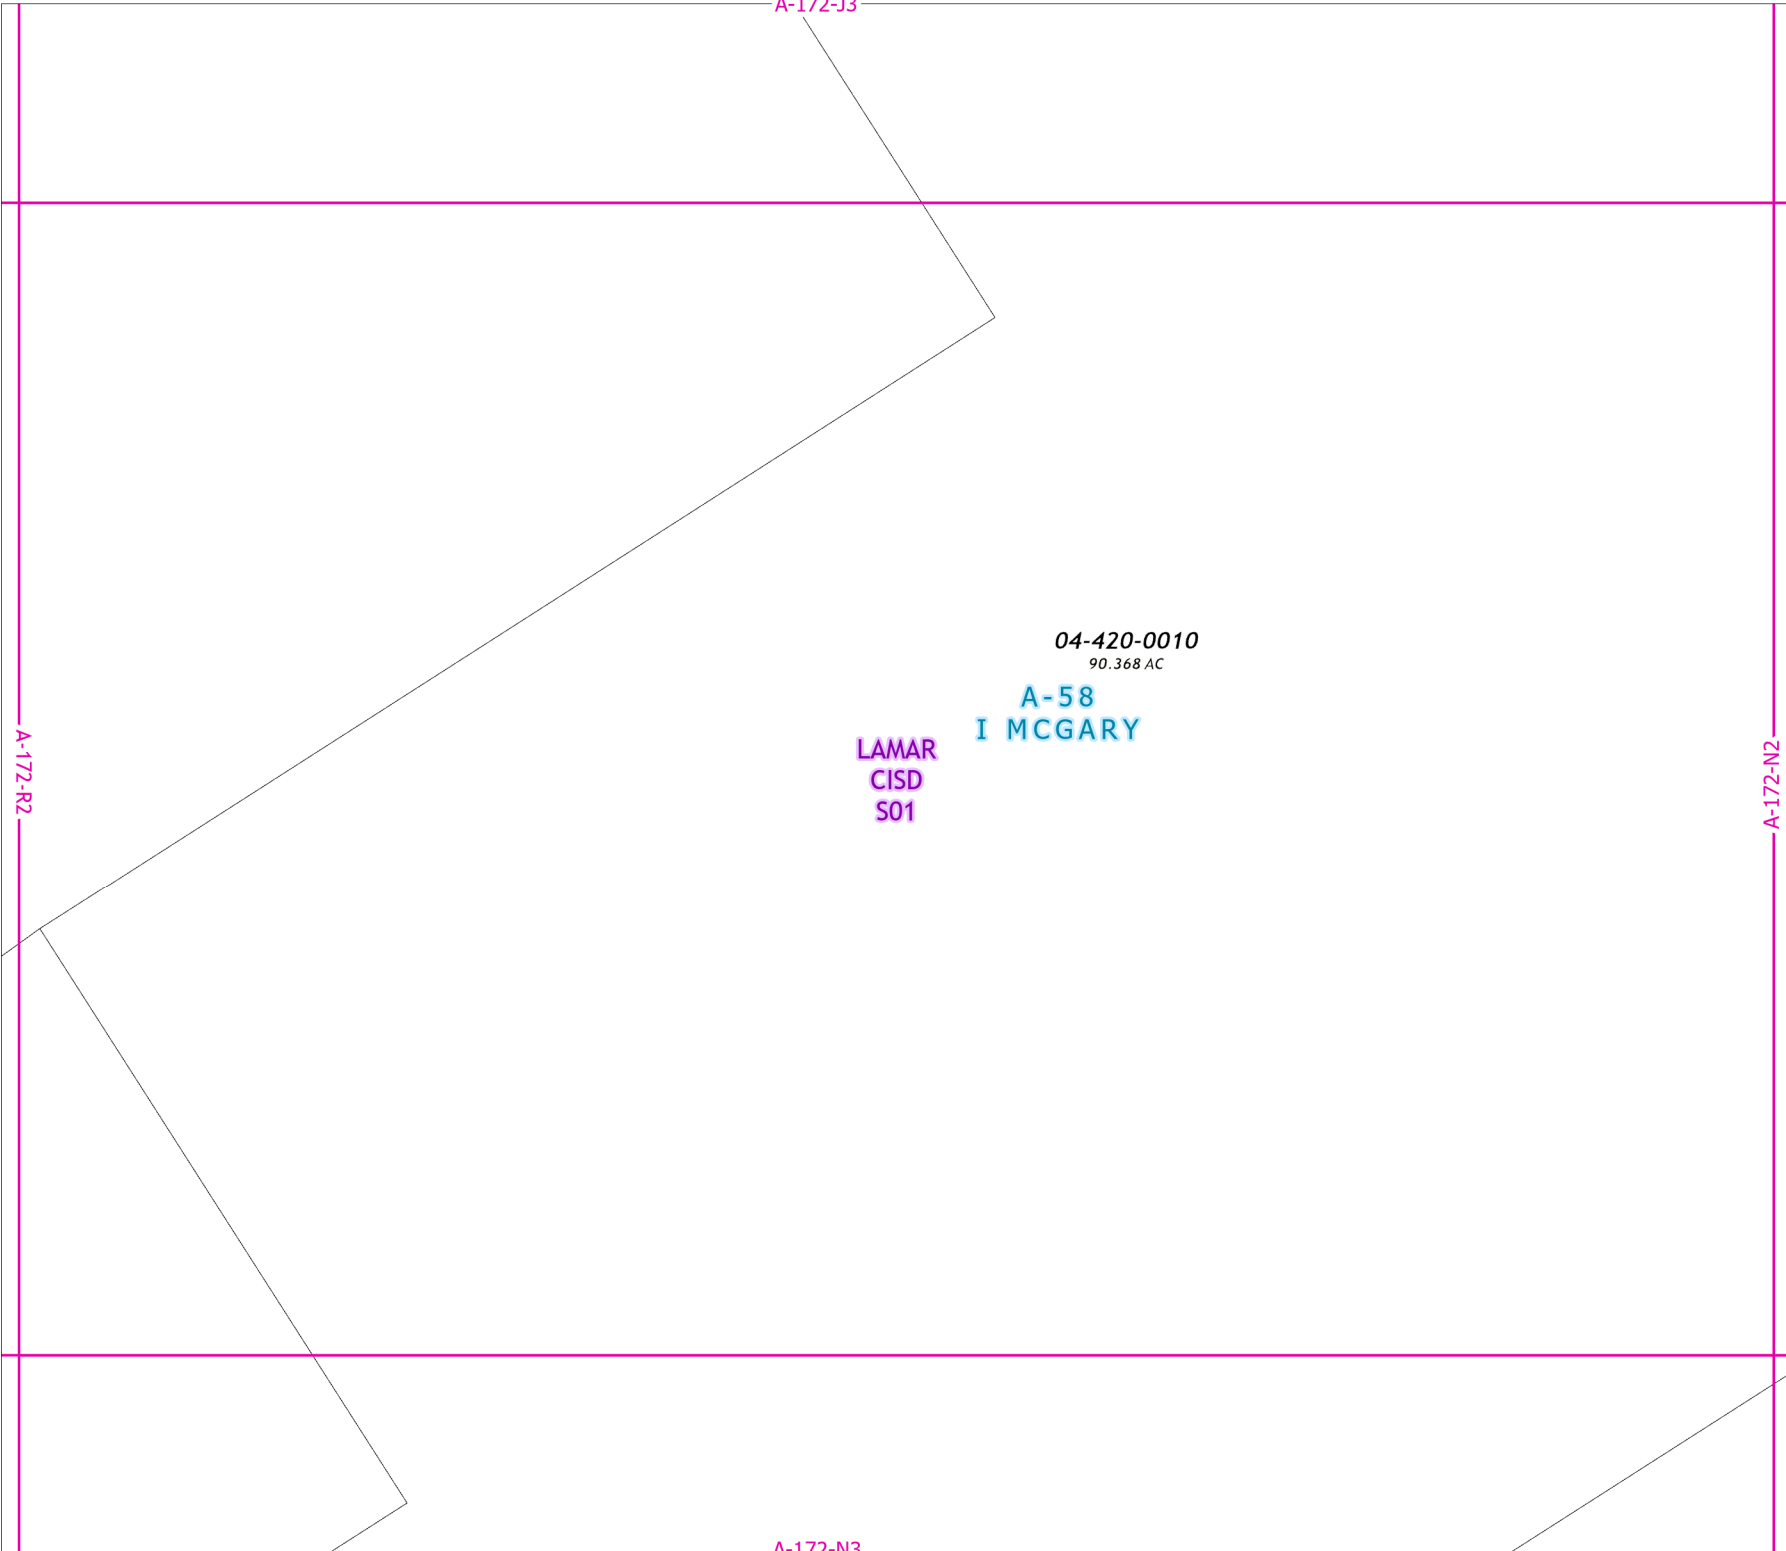 A-172-J3
04-420-0010
90.368 AC
A-58
I MCGARY
LAMAR
CISD
S01
A-172-R2
A-172-N2
A-172-N3